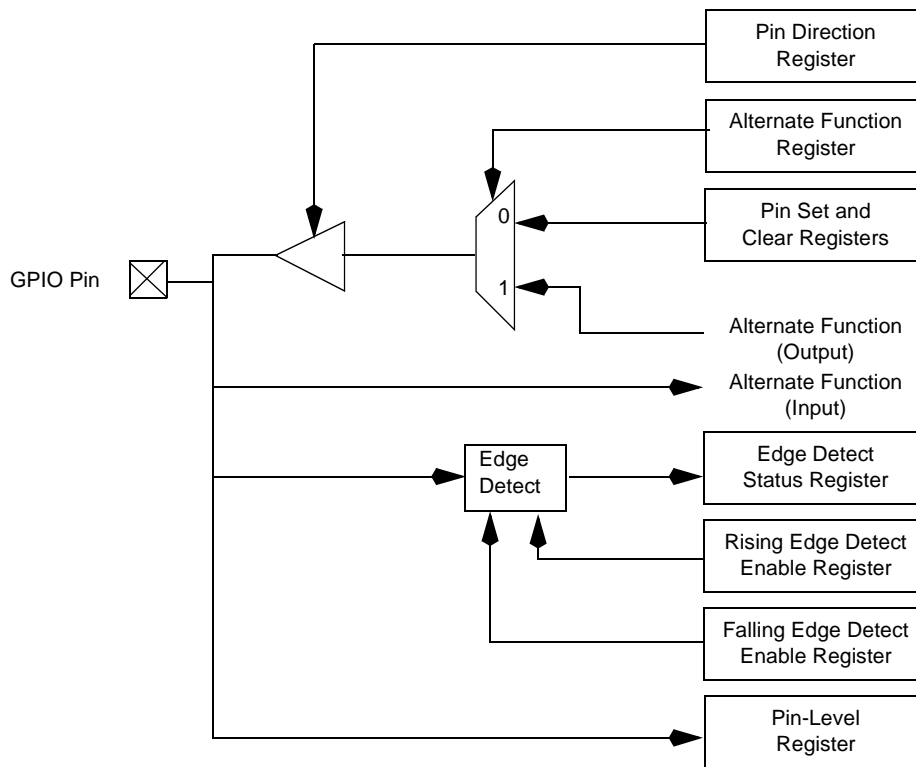 Pin Direction
Register
Alternate Function
Register
0
Pin Set and
Clear Registers
GPIO Pin
1
Alternate Function
(Output)
Alternate Function
(Input)
Edge
Detect
Edge Detect
Status Register
Rising Edge Detect
Enable Register
Falling Edge Detect
Enable Register
Pin-Level
Register